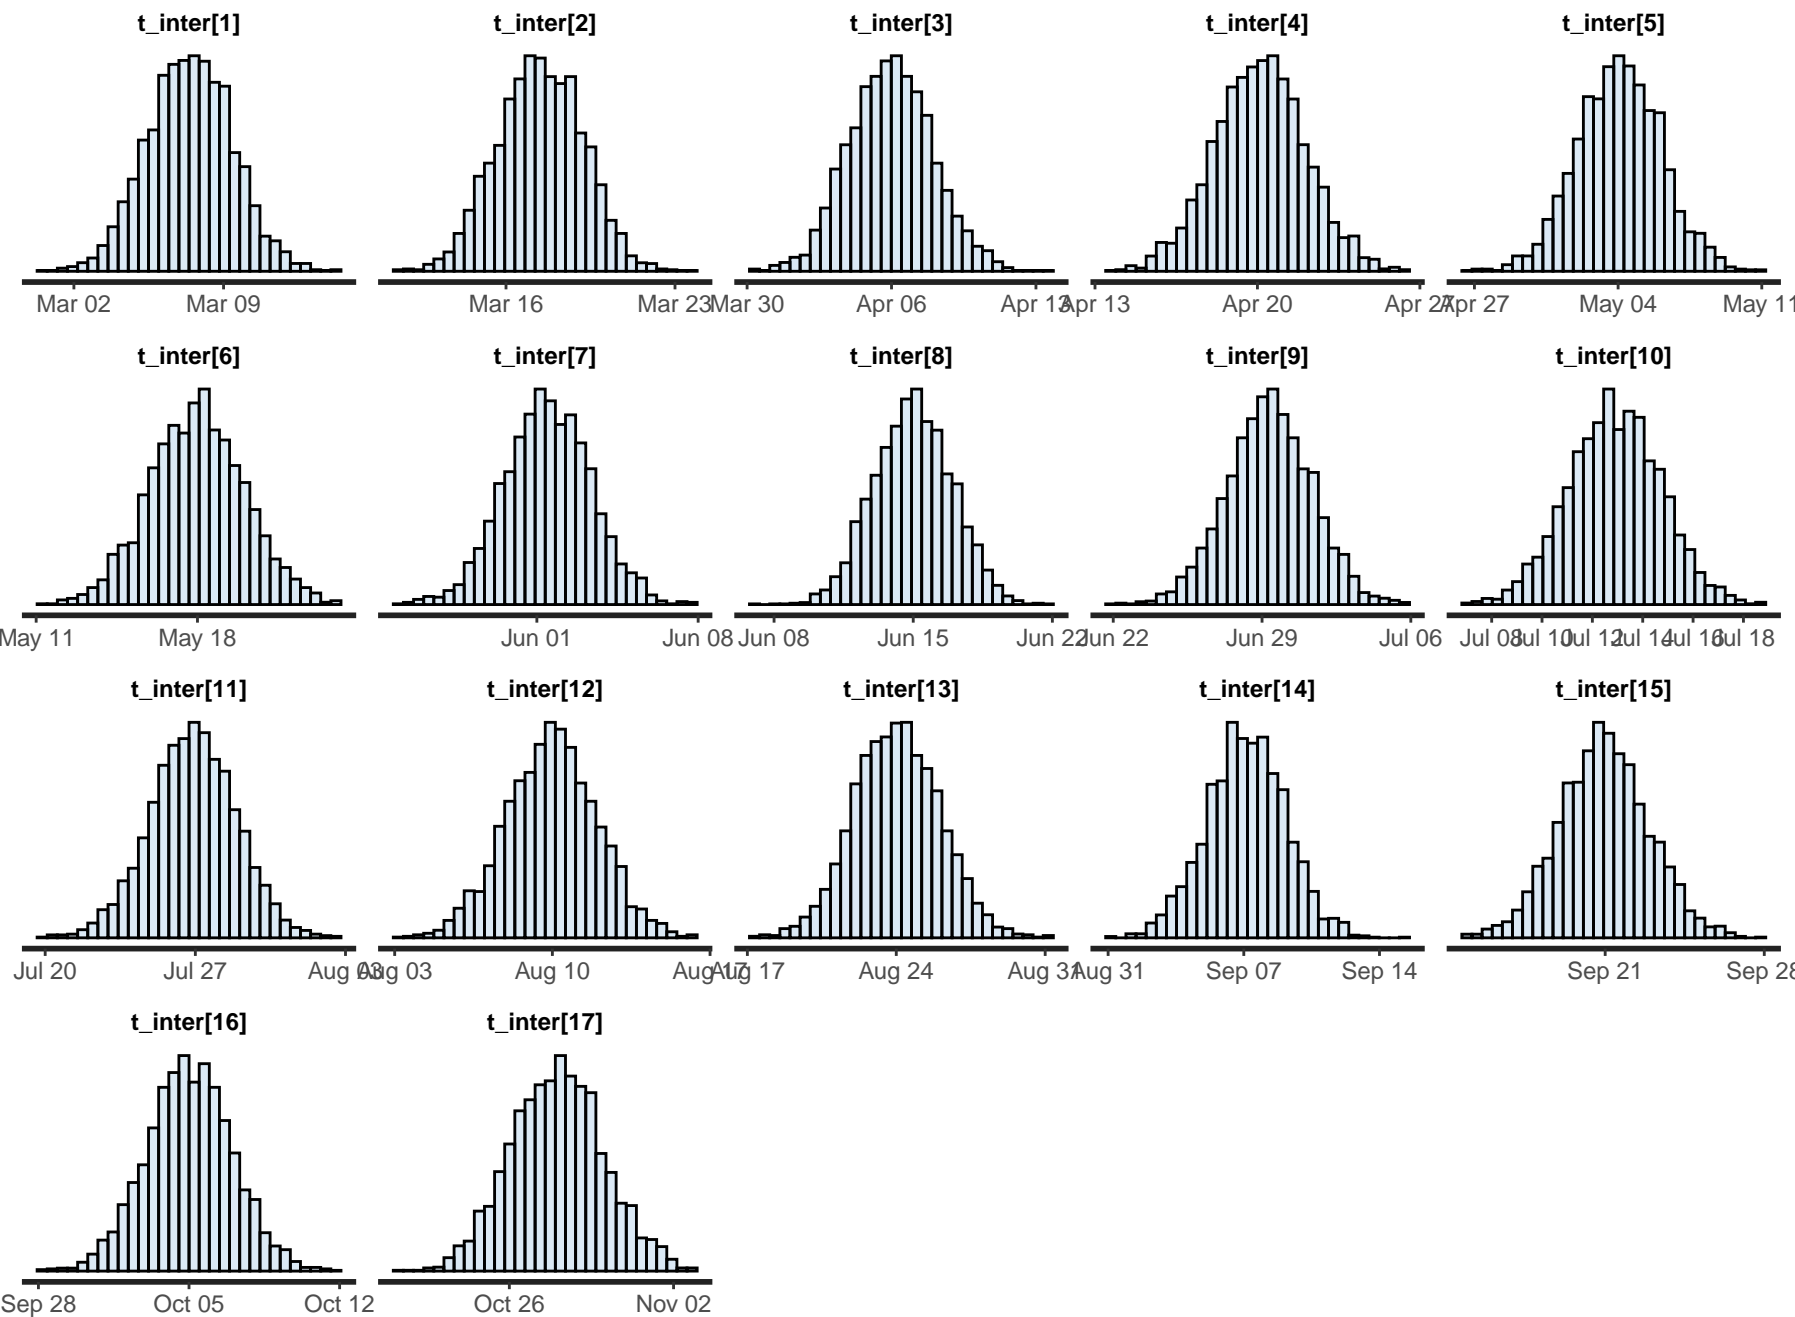 t_inter[1] t_inter[2] t_inter[3] t_inter[4] t_inter[5]
Mar 02 Mar 09 Mar 16 Mar 23 Mar 30 Apr 06 Apr 13 Apr 13 Apr 20 Apr 27 Apr 27 May 04 May 11
t_inter[6] t_inter[7] t_inter[8] t_inter[9] t_inter[10]
May 11 May 18 Jun 01 Jun 08 Jun 08 Jun 15 Jun 22 Jun 22 Jun 29 Jul 06 Jul 08 Jul 10 Jul 12 Jul 14 Jul 16 Jul 18
t_inter[11] t_inter[12] t_inter[13] t_inter[14] t_inter[15]
Jul 20 Jul 27 Aug 03 Aug 03 Aug 10 Aug 17 Aug 17 Aug 24 Aug 31 Aug 31 Sep 07 Sep 14 Sep 21 Sep 28
t_inter[16] t_inter[17]
Sep 28 Oct 05 Oct 12 Oct 26 Nov 02